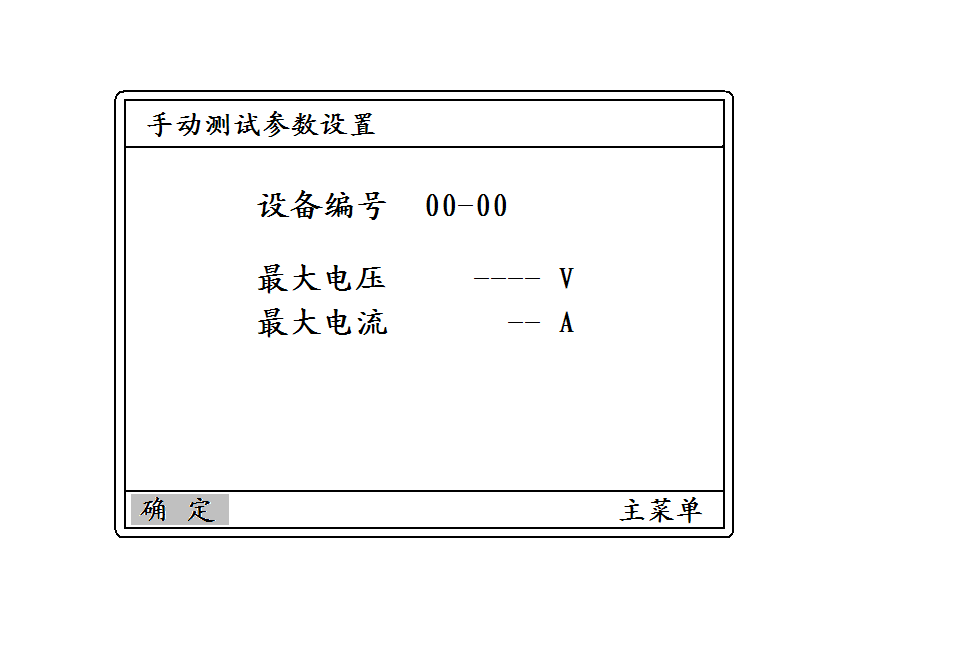 手动测试参数设置
设备编号 00-00
最大电压 ---- V
最大电流 -- A
确 定 主菜单